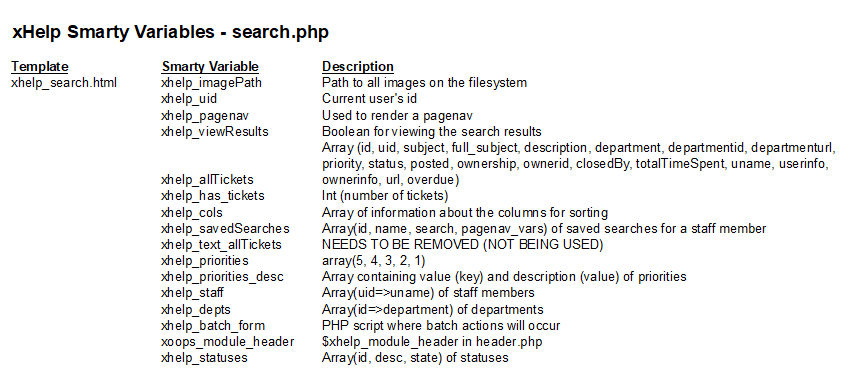 xHelp Smarty Variables - search.php
Template Smarty Variable Description
xhelp_search.html xhelp_imagePath Path to all images on the filesystem
xhelp_uid Current user's id
xhelp_pagenav Used to render a pagenav
xhelp_viewResults Boolean for viewing the search results
Array (id, uid, subject, full_subject, description, department, departmentid, departmenturl,
priority, status, posted, ownership, ownerid, closedBy, totalTimeSpent, uname, userinfo,
xhelp_allTickets ownerinfo, url, overdue)
xhelp_has_tickets Int (number of tickets)
xhelp_cols Array of information about the columns for sorting
xhelp_savedSearches Array(id, name, search, pagenav_vars) of saved searches for a staff member
xhelp_text_allTickets NEEDS TO BE REMOVED (NOT BEING USED)
xhelp_priorities array(5, 4, 3, 2, 1)
xhelp_priorities_desc Array containing value (key) and description (value) of priorities
xhelp_staff Array(uid=>uname) of staff members
xhelp_depts Array(id=>department) of departments
xhelp_batch_form PHP script where batch actions will occur
xoops_module_header $xhelp_module_header in header.php
xhelp_statuses Array(id, desc, state) of statuses